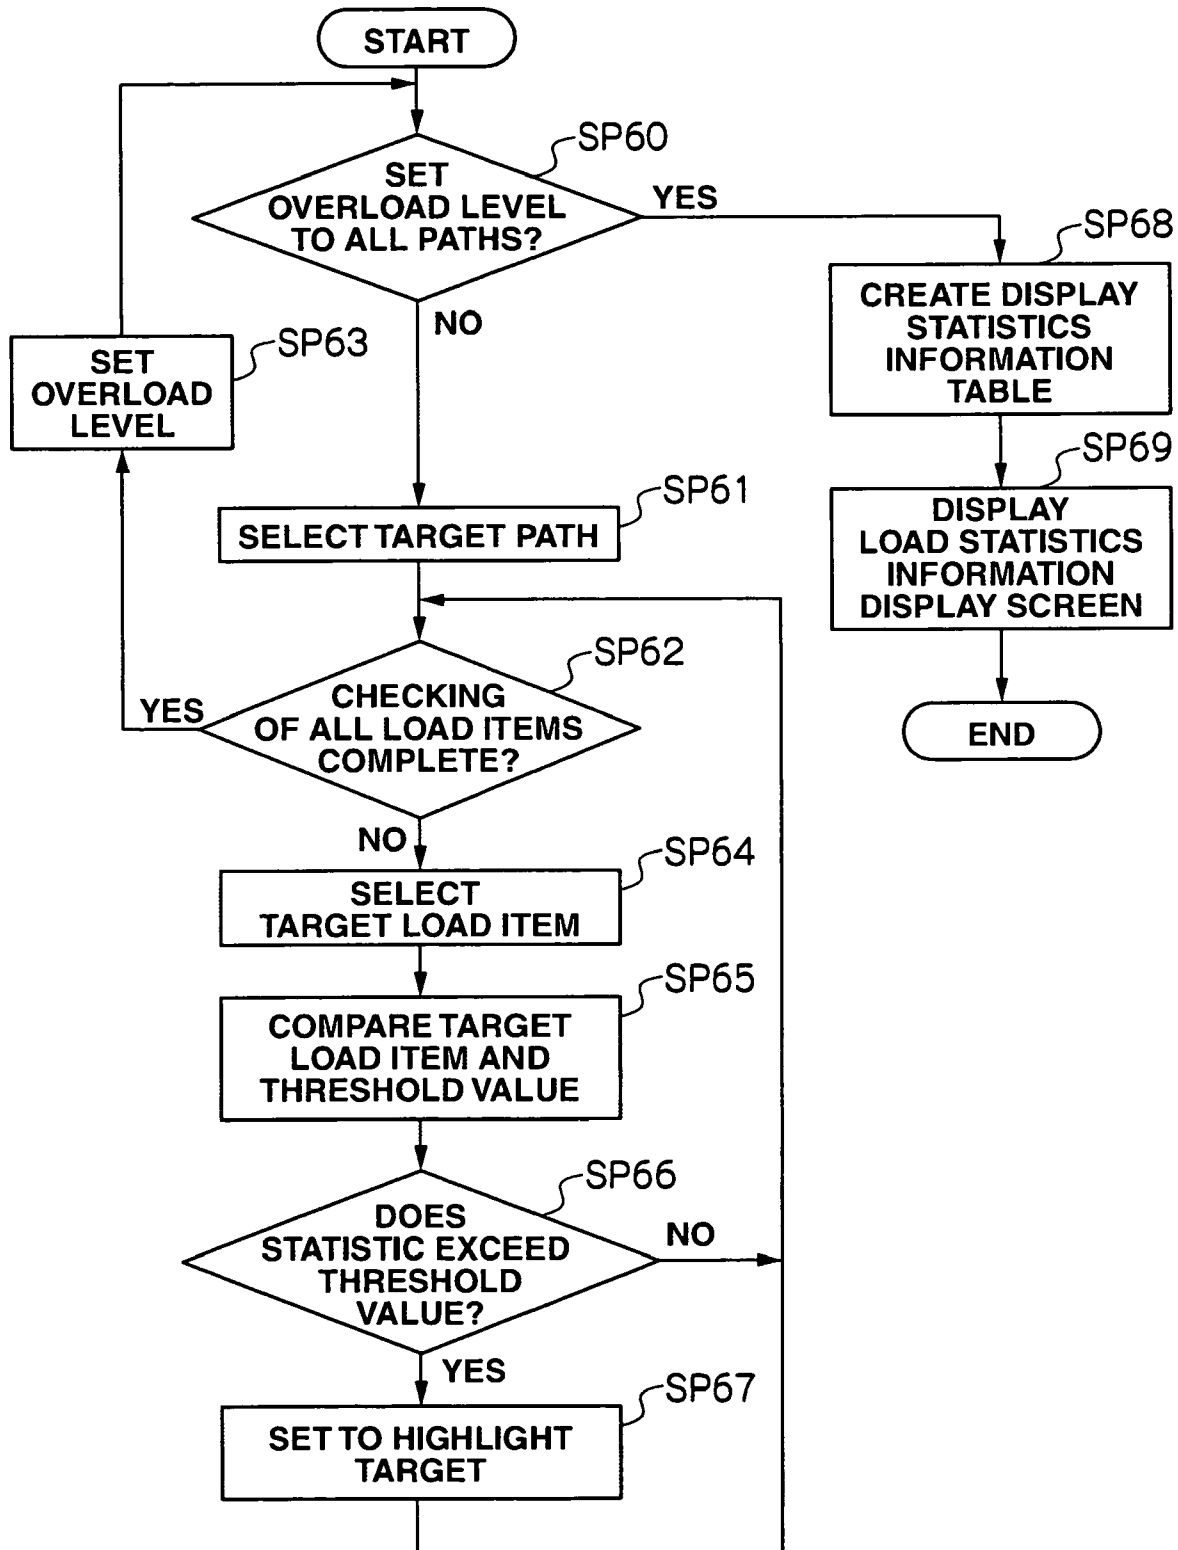 START
SP60
SET
OVERLOAD LEVEL
TO ALL PATHS?
YES
NO
SP68
CREATE DISPLAY
STATISTICS
INFORMATION
TABLE
SP63
SET
OVERLOAD
LEVEL
SP69
DISPLAY
LOAD STATISTICS
INFORMATION
DISPLAY SCREEN
END
SP61
SELECT TARGET PATH
SP62
CHECKING
OF ALL LOAD ITEMS
COMPLETE?
YES
NO
SP64
SELECT
TARGET LOAD ITEM
SP65
COMPARE TARGET
LOAD ITEM AND
THRESHOLD VALUE
SP66
DOES
STATISTIC EXCEED
THRESHOLD
VALUE?
NO
YES
SP67
SET TO HIGHLIGHT
TARGET